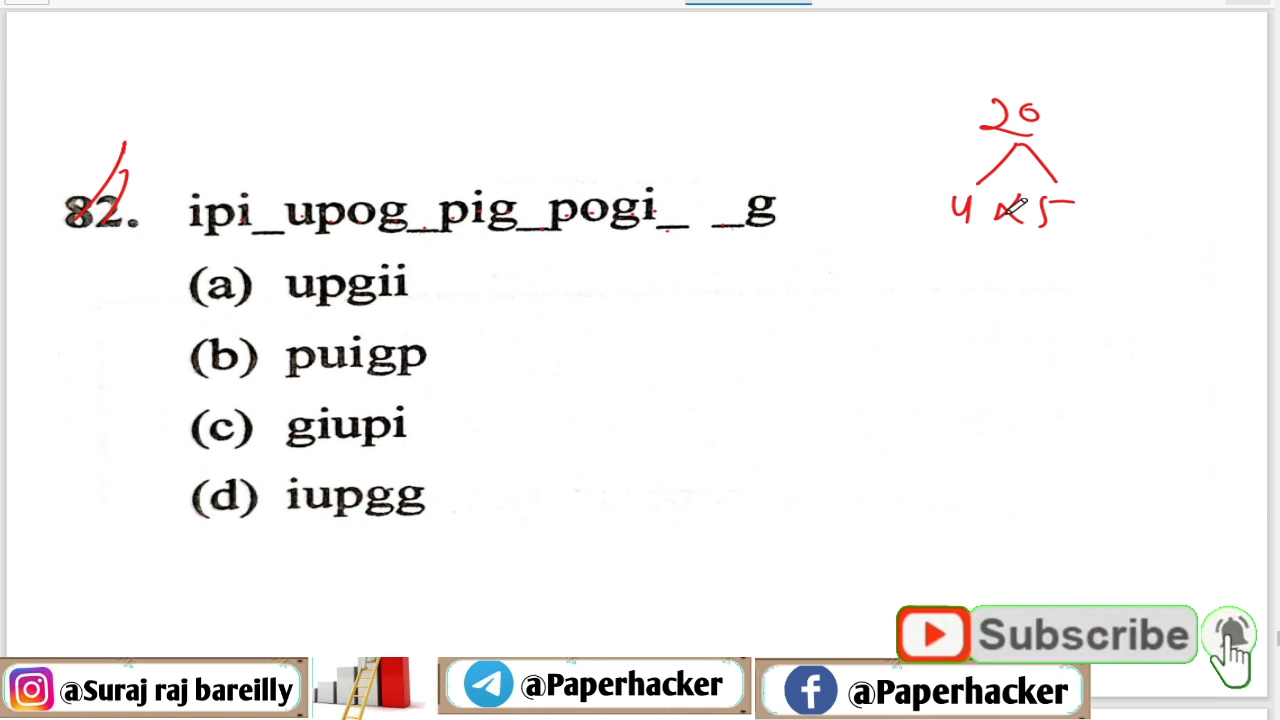 20
4 × 5
82. ipi_upog_pig_pogi_ _g
(a) upgii
(b) puigp
(c) giupi
(d) iupgg
Subscribe
@Suraj raj bareilly @Paperhacker @Paperhacker